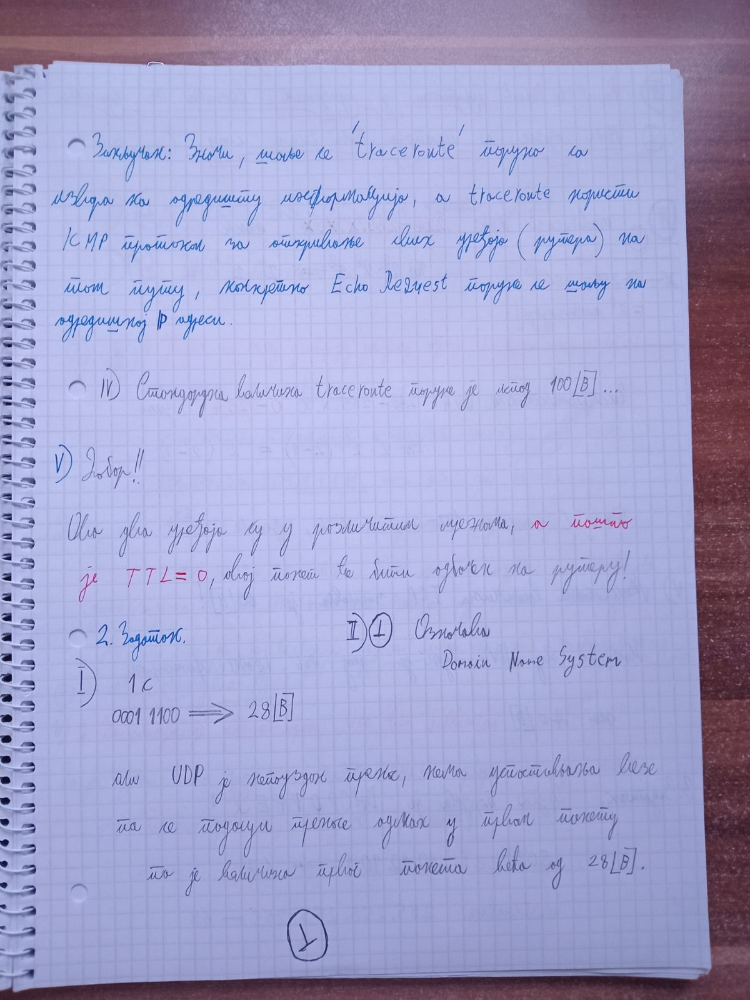 Закључак: Значи, шаље се 'traceroute' порука са
извора ка одредишту информација, а traceroute користи
ICMP протокол за откривање свих уређаја (рутера) на
том путу, конкретно Echo Request поруке се шаљу на
одредишној IP адреси.
IV) Стандардна величина traceroute порука је испод 100[B]...
V) Добар!!
Ова два уређаја су у различитим мрежама, а пошто
је TTL=0, овај пакет ће бити одбачен на рутеру!
2. Задатак.
II) ⊥ Означава
Domain Name System
I) 1C
0001 1100 ⟹ 28[B]
али UDP је непоуздан пренос, нема успостављања везе
па се подаци преносе одмах у првом пакету
па је величина првог пакета већа од 28[B].
⊥